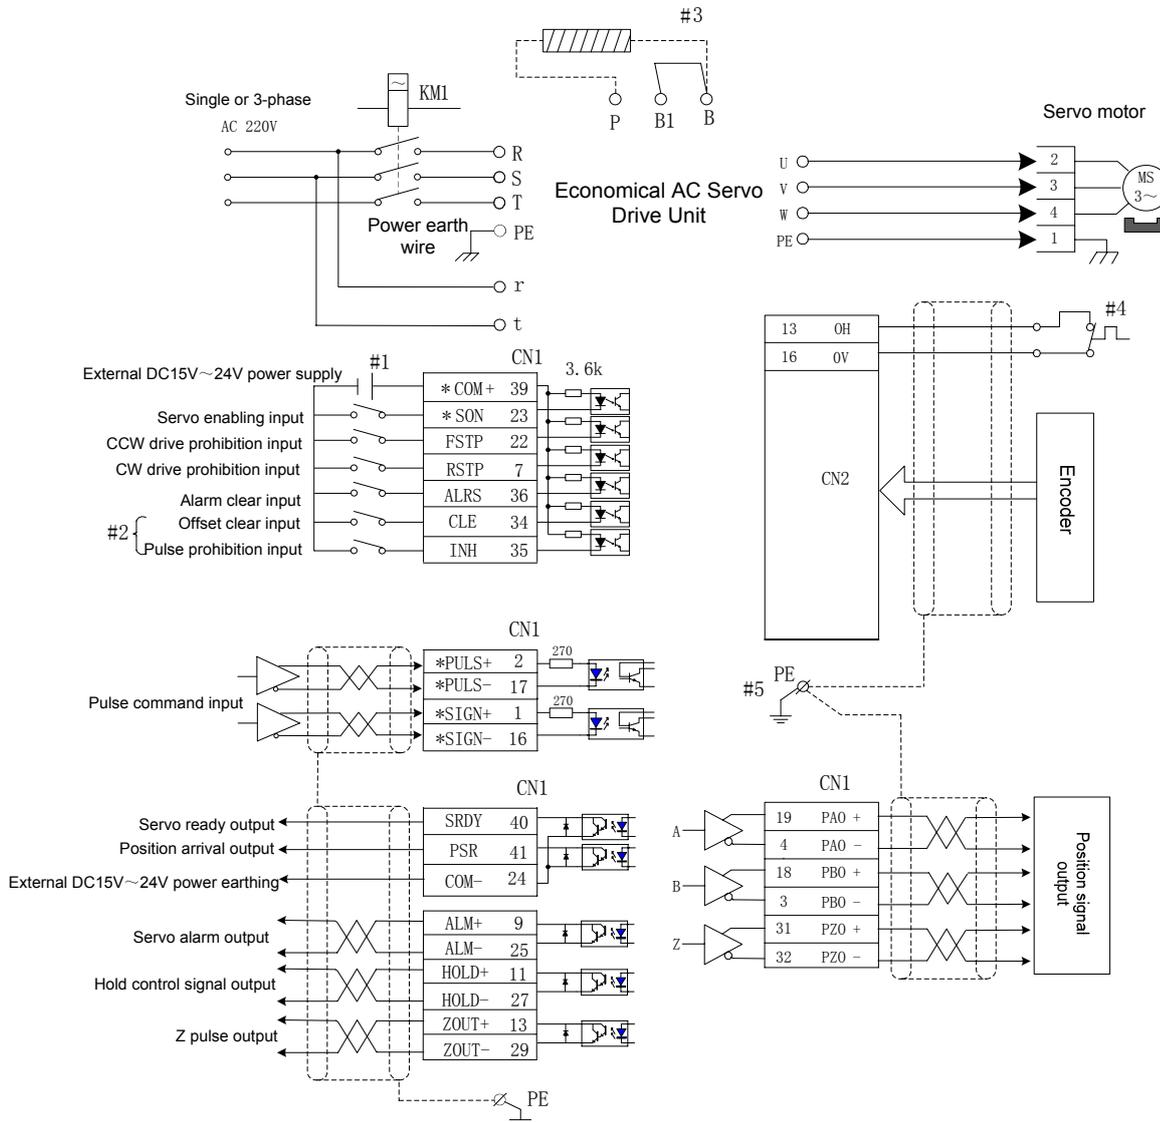 #3
KM1
Single or 3-phase
AC 220V
P
B1
B
R
S
T
PE
r
t
Power earth
wire
Economical AC Servo
Drive Unit
Servo motor
U
V
W
PE
2
3
4
1
MS
3～
～
#1
CN1
3.6k
External DC15V～24V power supply
*COM+ 39
Servo enabling input
*SON 23
CCW drive prohibition input
FSTP 22
CW drive prohibition input
RSTP 7
Alarm clear input
ALRS 36
#2
Offset clear input
CLE 34
Pulse prohibition input
INH 35
13 OH
16 0V
CN2
#4
Encoder
CN1
Pulse command input
*PULS+ 2
270
*PULS- 17
*SIGN+ 1
270
*SIGN- 16
#5
PE
CN1
Servo ready output
SRDY 40
Position arrival output
PSR 41
External DC15V～24V power earthing
COM- 24
Servo alarm output
ALM+ 9
ALM- 25
Hold control signal output
HOLD+ 11
HOLD- 27
Z pulse output
ZOUT+ 13
ZOUT- 29
PE
CN1
A
19 PAO +
4 PAO -
B
18 PBO +
3 PBO -
Z
31 PZO +
32 PZO -
Position signal
output